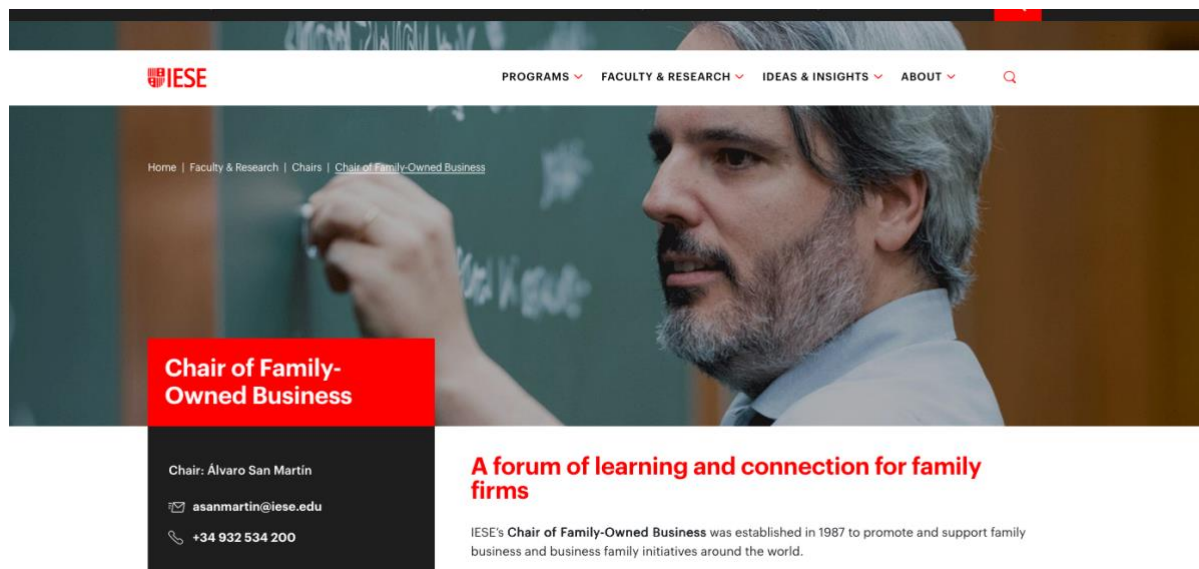 IESE
PROGRAMS FACULTY & RESEARCH IDEAS & INSIGHTS ABOUT
Home | Faculty & Research | Chairs | Chair of Family-Owned Business
Chair of Family-
Owned Business
Chair: Álvaro San Martín
asanmartin@iese.edu
+34 932 534 200
A forum of learning and connection for family
firms
IESE's Chair of Family-Owned Business was established in 1987 to promote and support family
business and business family initiatives around the world.